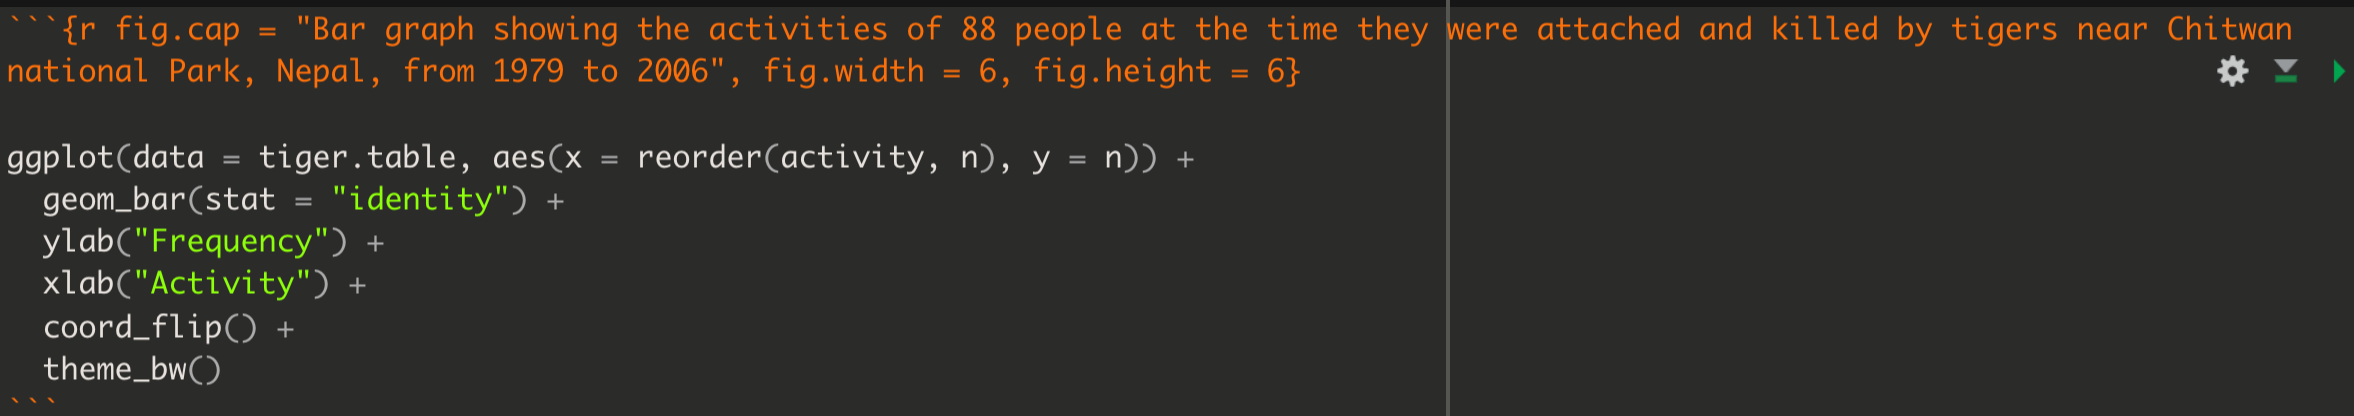 ```{r fig.cap = "Bar graph showing the activities of 88 people at the time they were attached and killed by tigers near Chitwan
national Park, Nepal, from 1979 to 2006", fig.width = 6, fig.height = 6}
ggplot(data = tiger.table, aes(x = reorder(activity, n), y = n)) +
  geom_bar(stat = "identity") +
  ylab("Frequency") +
  xlab("Activity") +
  coord_flip() +
  theme_bw()
```